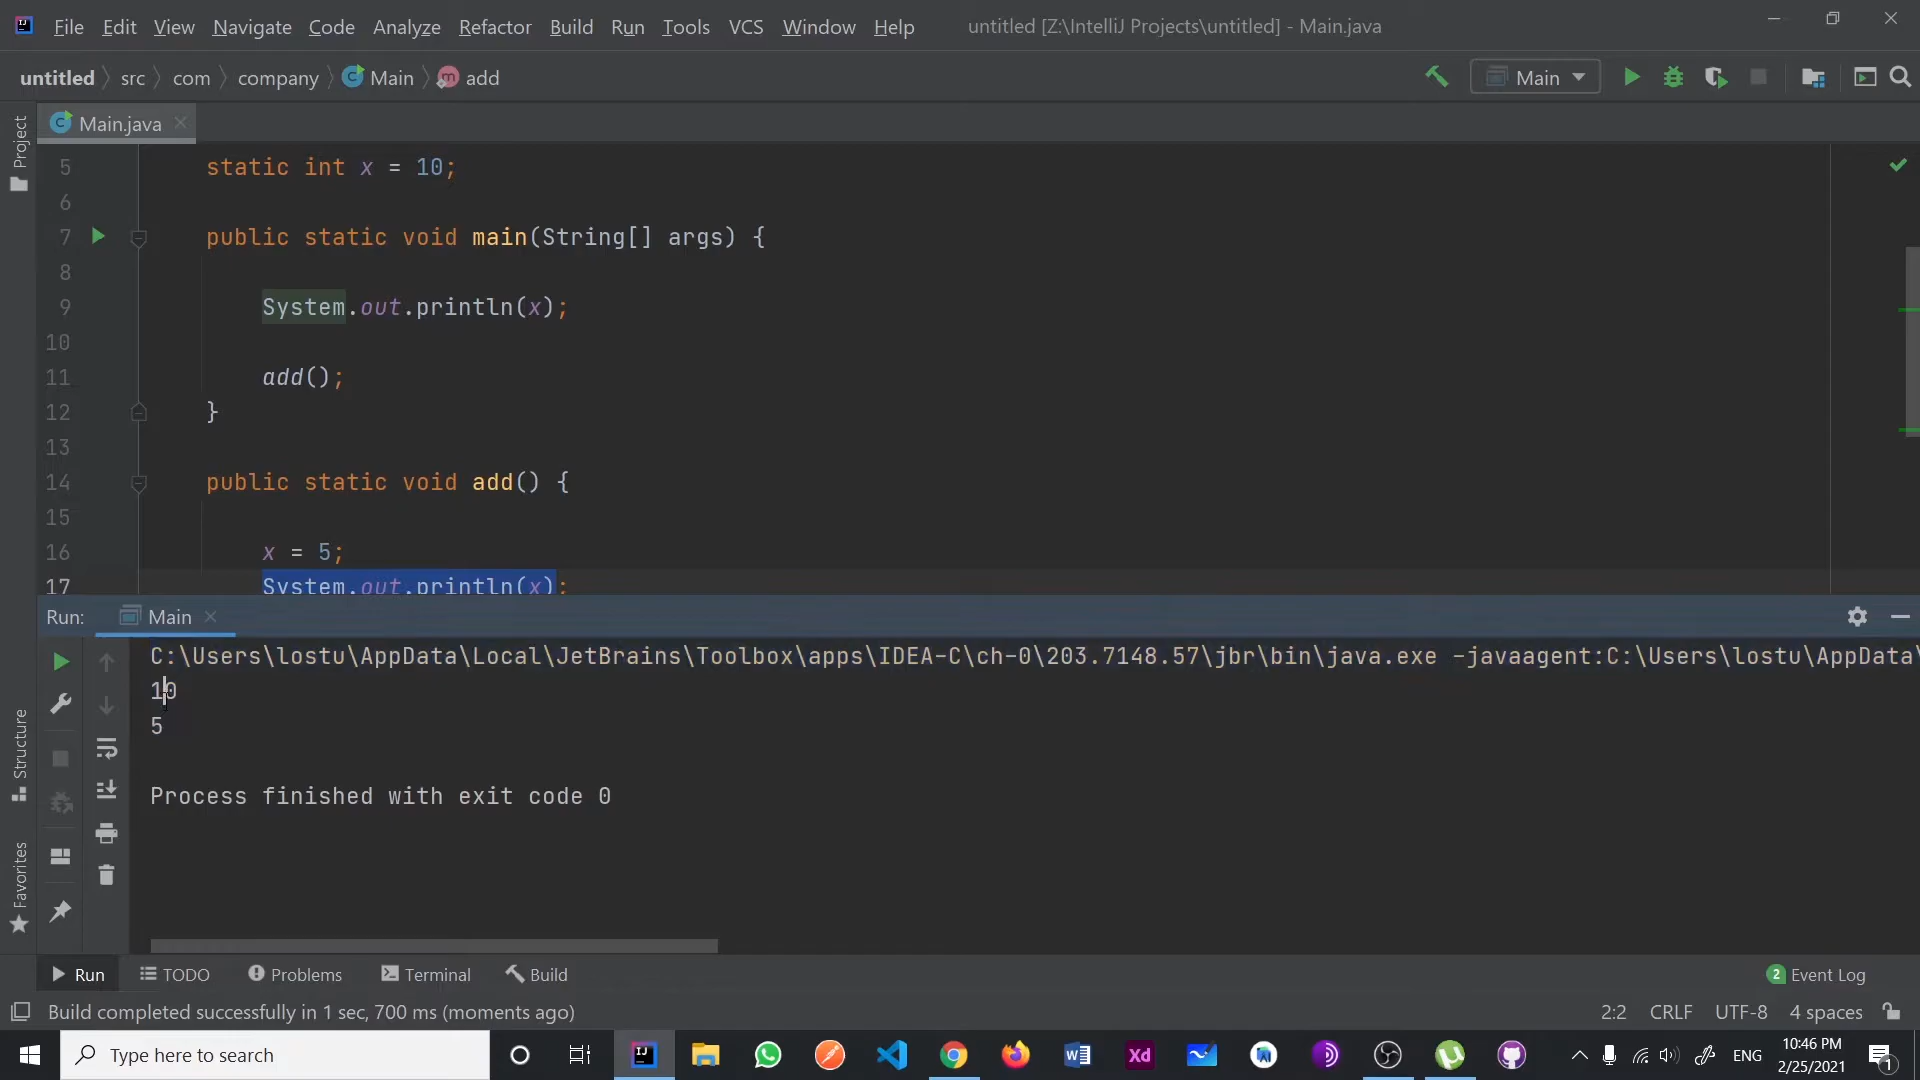 File Edit View Navigate Code Analyze Refactor Build Run Tools VCS Window Help untitled [Z:\IntelliJ Projects\untitled] - Main.java
untitled src com company Main add Main
Main.java
Project
5 static int x = 10;
6
7 public static void main(String[] args) {
8
9 System.out.println(x);
10
11 add();
12 }
13
14 public static void add() {
15
16 x = 5;
17 System.out.println(x);
Run: Main
C:\Users\lostu\AppData\Local\JetBrains\Toolbox\apps\IDEA-C\ch-0\203.7148.57\jbr\bin\java.exe -javaagent:C:\Users\lostu\AppData\
10
5
Process finished with exit code 0
Structure
Favorites
Run TODO Problems Terminal Build 2 Event Log
Build completed successfully in 1 sec, 700 ms (moments ago) 2:2 CRLF UTF-8 4 spaces
Type here to search ENG 10:46 PM
2/25/2021 1